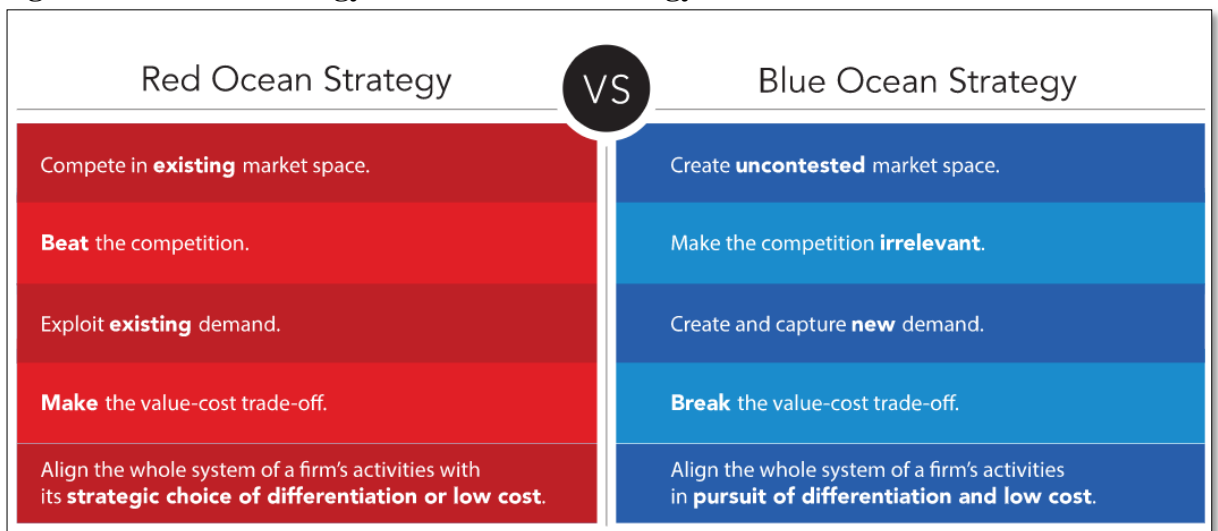 Red Ocean Strategy
VS
Blue Ocean Strategy
Compete in existing market space.
Create uncontested market space.
Beat the competition.
Make the competition irrelevant.
Exploit existing demand.
Create and capture new demand.
Make the value-cost trade-off.
Break the value-cost trade-off.
Align the whole system of a firm’s activities with
its strategic choice of differentiation or low cost.
Align the whole system of a firm’s activities
in pursuit of differentiation and low cost.